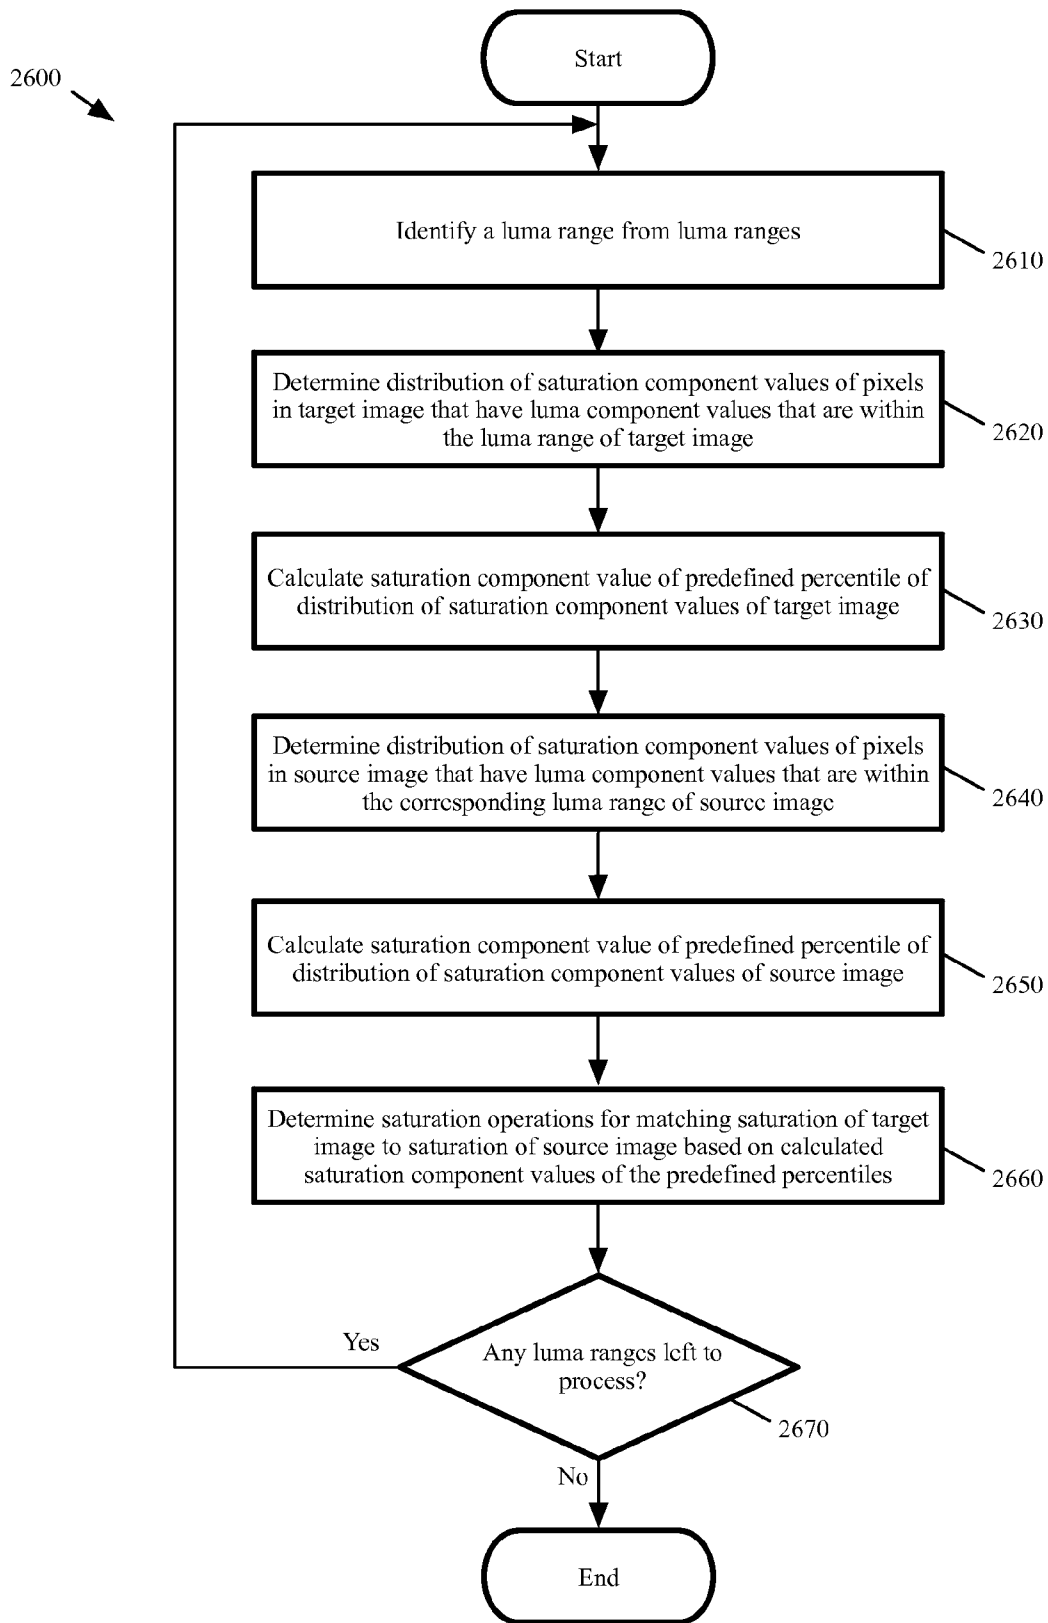 Start
2600
Identify a luma range from luma ranges
2610
Determine distribution of saturation component values of pixels
in target image that have luma component values that are within
the luma range of target image
2620
Calculate saturation component value of predefined percentile of
distribution of saturation component values of target image
2630
Determine distribution of saturation component values of pixels
in source image that have luma component values that are within
the corresponding luma range of source image
2640
Calculate saturation component value of predefined percentile of
distribution of saturation component values of source image
2650
Determine saturation operations for matching saturation of target
image to saturation of source image based on calculated
saturation component values of the predefined percentiles
2660
Yes
Any luma ranges left to
process?
2670
No
End